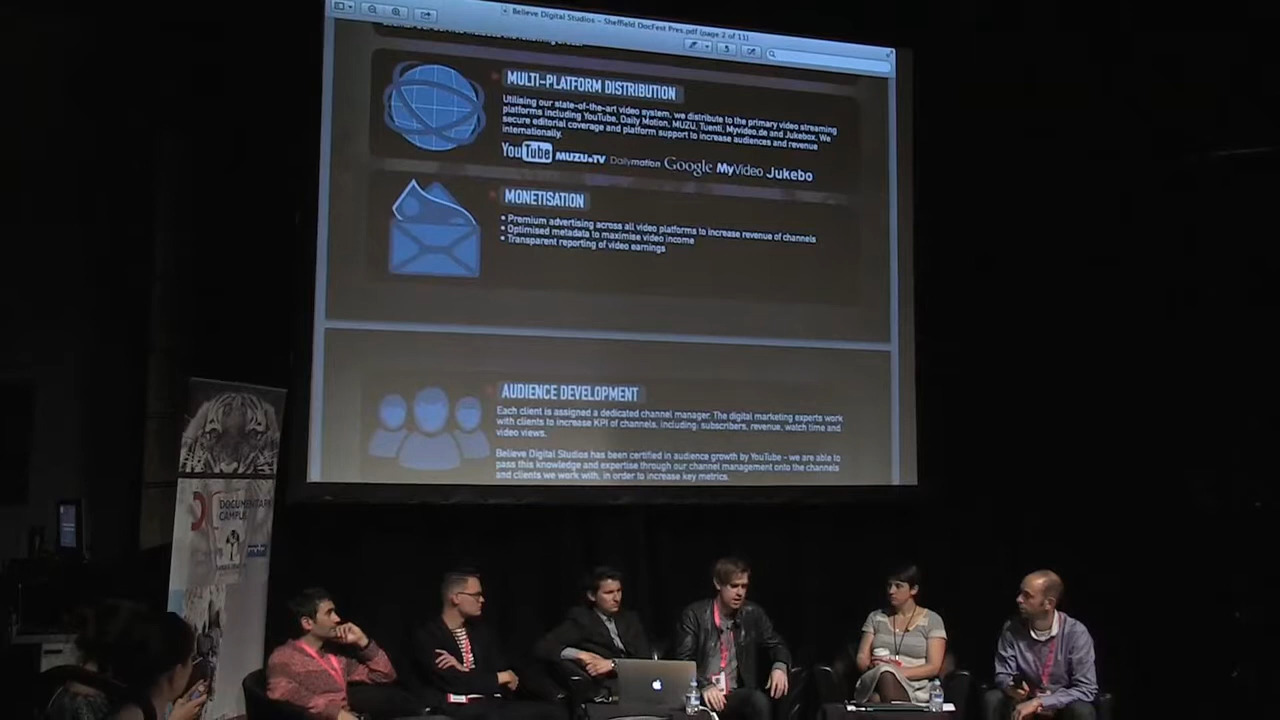 Believe Digital Studios – Sheffield DocFest Pres.pdf (page 2 of 11)
MULTI-PLATFORM DISTRIBUTION
Utilising our state-of-the-art video system, we distribute to the primary video streaming
platforms including YouTube, Daily Motion, MUZU, Tuenti, Myvideo.de and Jukebox. We
secure editorial coverage and platform support to increase audiences and revenue
internationally.
YouTube MUZU.TV Dailymotion Google MyVideo Jukebo
MONETISATION
• Premium advertising across all video platforms to increase revenue of channels
• Optimised metadata to maximise video income
• Transparent reporting of video earnings
AUDIENCE DEVELOPMENT
Each client is assigned a dedicated channel manager. The digital marketing experts work
with clients to increase KPI of channels, including: subscribers, revenue, watch time and
video views.
Believe Digital Studios has been certified in audience growth by YouTube - we are able to
pass this knowledge and expertise through our channel management onto the channels
and clients we work with, in order to increase key metrics.
DOCUMENTARY
CAMPUS